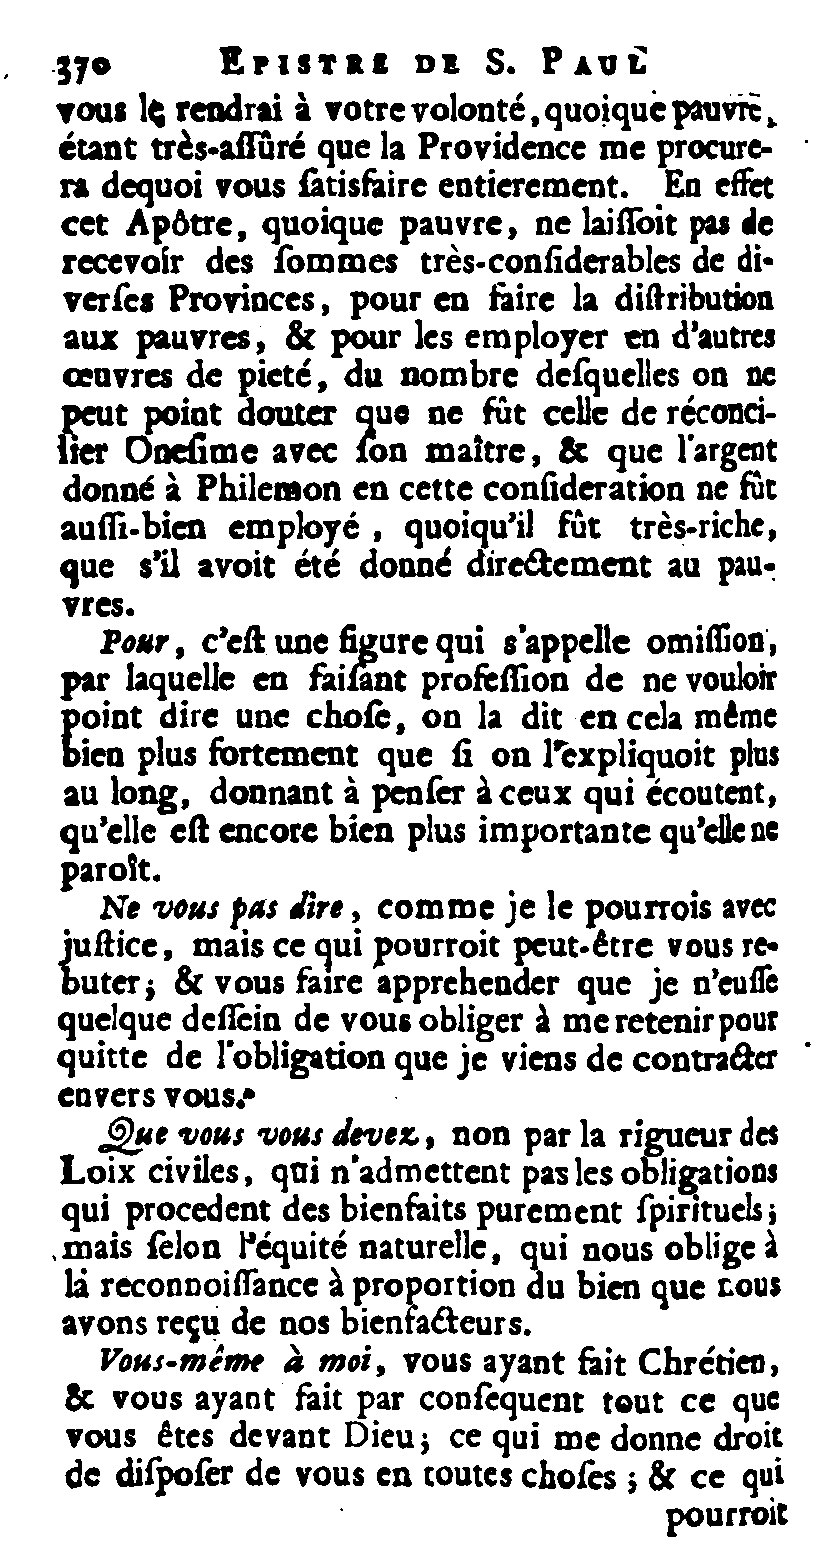 370 EPISTRE DE S. PAUL
vous le rendrai à votre volonté, quoique pauvre,
étant très-aſſûré que la Providence me procure-
ra dequoi vous ſatisfaire entierement. En effet
cet Apôtre, quoique pauvre, ne laiſſoit pas de
recevoir des ſommes très-conſiderables de di-
verſes Provinces, pour en faire la diſtribution
aux pauvres, & pour les employer en d'autres
œuvres de pieté, du nombre deſquelles on ne
peut point douter que ne fût celle de réconci-
lier Oneſime avec ſon maître, & que l'argent
donné à Philemon en cette conſideration ne fût
auſſi-bien employé, quoiqu'il fût très-riche,
que s'il avoit été donné directement au pau-
vres.
Pour, c'eſt une figure qui s'appelle omiſſion,
par laquelle en faiſant profeſſion de ne vouloir
point dire une choſe, on la dit en cela même
bien plus fortement que ſi on l'expliquoit plus
au long, donnant à penſer à ceux qui écoutent,
qu'elle eſt encore bien plus importante qu'elle ne
paroît.
Ne vous pas dire, comme je le pourrois avec
juſtice, mais ce qui pourroit peut-être vous re-
buter; & vous faire apprehender que je n'euſſe
quelque deſſein de vous obliger à me retenir pour
quitte de l'obligation que je viens de contracter
envers vous.
Que vous vous devez, non par la rigueur des
Loix civiles, qui n'admettent pas les obligations
qui procedent des bienfaits purement ſpirituels;
mais ſelon l'équité naturelle, qui nous oblige à
la reconnoiſſance à proportion du bien que nous
avons reçu de nos bienfacteurs.
Vous-même à moi, vous ayant fait Chrétien,
& vous ayant fait par conſequent tout ce que
vous êtes devant Dieu; ce qui me donne droit
de diſpoſer de vous en toutes choſes; & ce qui
pourroit